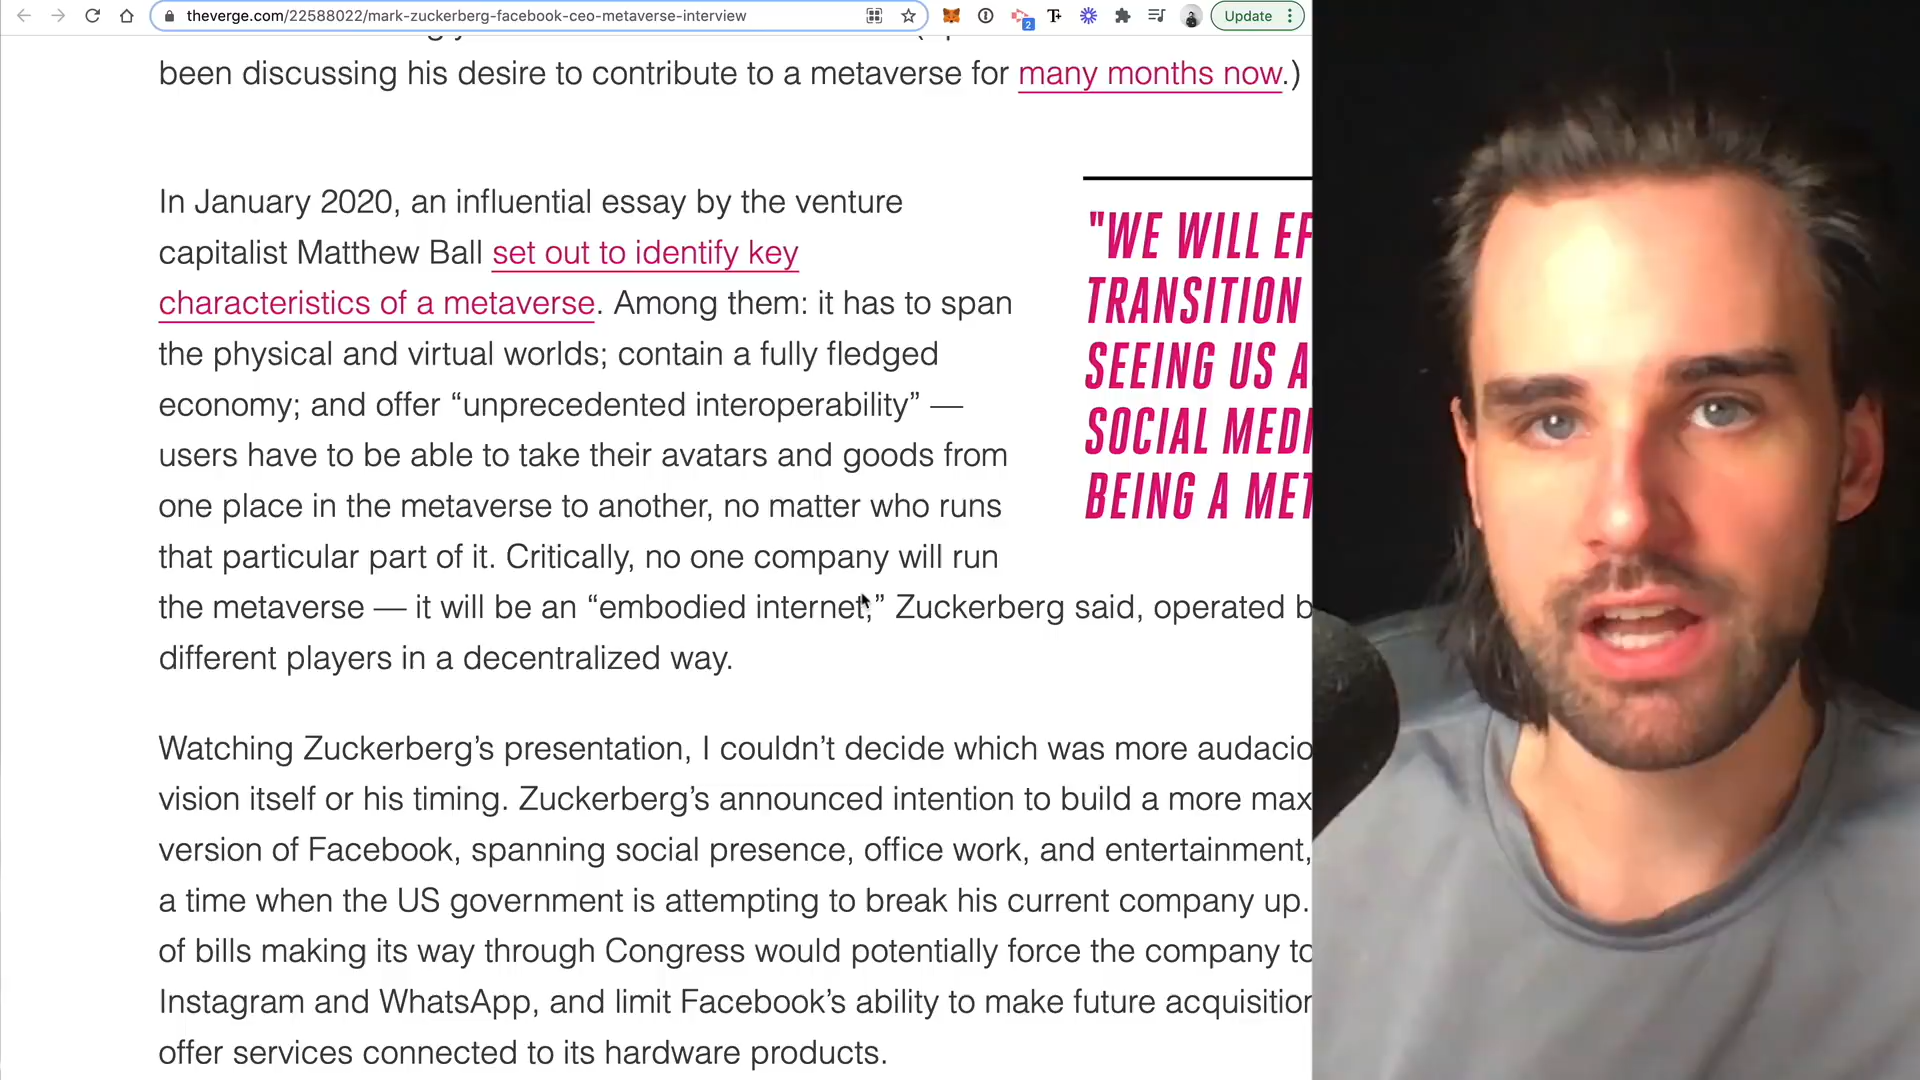 theverge.com/22588022/mark-zuckerberg-facebook-ceo-metaverse-interview
2
T+
Update
been discussing his desire to contribute to a metaverse for many months now.)
In January 2020, an influential essay by the venture
capitalist Matthew Ball set out to identify key
characteristics of a metaverse. Among them: it has to span
the physical and virtual worlds; contain a fully fledged
economy; and offer “unprecedented interoperability” —
users have to be able to take their avatars and goods from
one place in the metaverse to another, no matter who runs
that particular part of it. Critically, no one company will run
the metaverse — it will be an “embodied internet,” Zuckerberg said, operated b
different players in a decentralized way.
"WE WILL EF
TRANSITION
SEEING US A
SOCIAL MEDI
BEING A MET
Watching Zuckerberg’s presentation, I couldn’t decide which was more audacio
vision itself or his timing. Zuckerberg’s announced intention to build a more max
version of Facebook, spanning social presence, office work, and entertainment,
a time when the US government is attempting to break his current company up.
of bills making its way through Congress would potentially force the company to
Instagram and WhatsApp, and limit Facebook’s ability to make future acquisition
offer services connected to its hardware products.